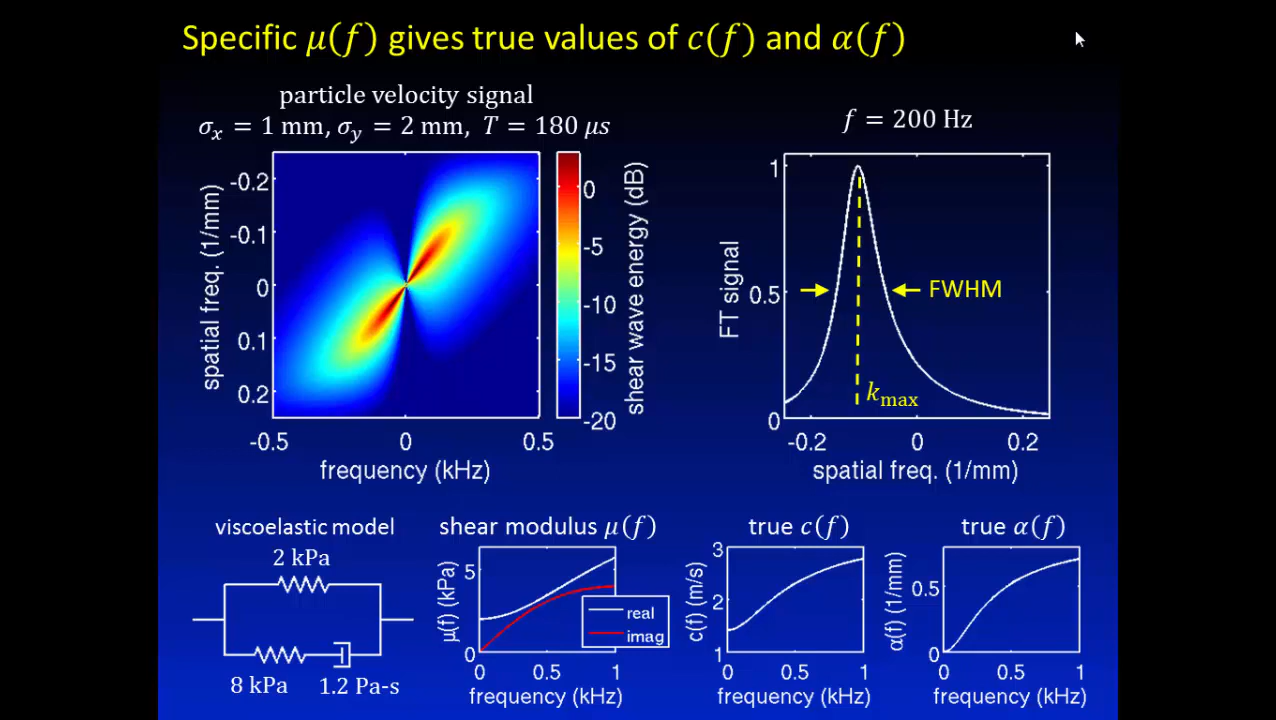 Specific μ(f) gives true values of c(f) and α(f)
particle velocity signal
σx = 1 mm, σy = 2 mm, T = 180 μs
f = 200 Hz
spatial freq. (1/mm)
-0.2
-0.1
0
0.1
0.2
-0.5 0 0.5
frequency (kHz)
0
-5
-10
-15
-20
shear wave energy (dB)
FT signal
1
0.5
0
FWHM
kmax
-0.2 0 0.2
spatial freq. (1/mm)
viscoelastic model
2 kPa
8 kPa
1.2 Pa-s
shear modulus μ(f)
μ(f) (kPa)
5
0
real
imag
0 0.5 1
frequency (kHz)
true c(f)
c(f) (m/s)
3
2
1
0 0.5 1
frequency (kHz)
true α(f)
α(f) (1/mm)
0.5
0
0 0.5 1
frequency (kHz)